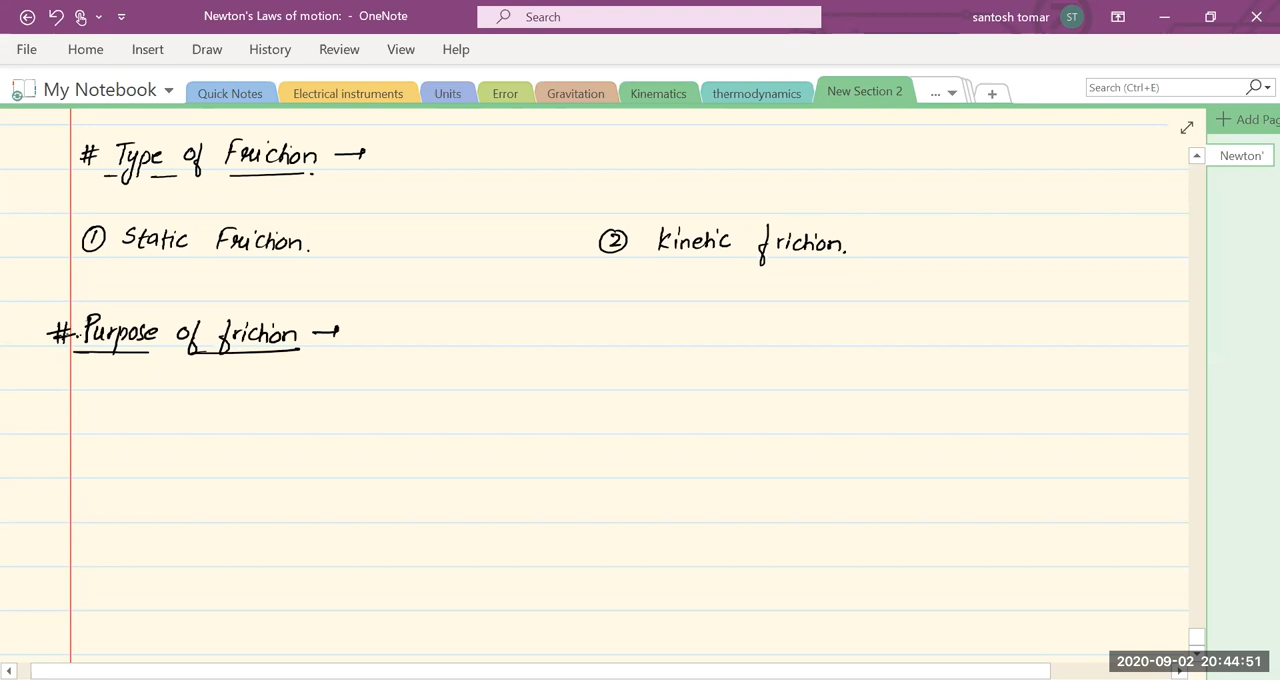 Newton's Laws of motion: - OneNote
Search
santosh tomar ST
File Home Insert Draw History Review View Help
My Notebook Quick Notes Electrical instruments Units Error Gravitation Kinematics thermodynamics New Section 2 ... Search (Ctrl+E)
Add Pag
Newton'
# Type of Friction →
① Static Friction. ② Kinetic friction.
# Purpose of friction →
2020-09-02 20:44:51